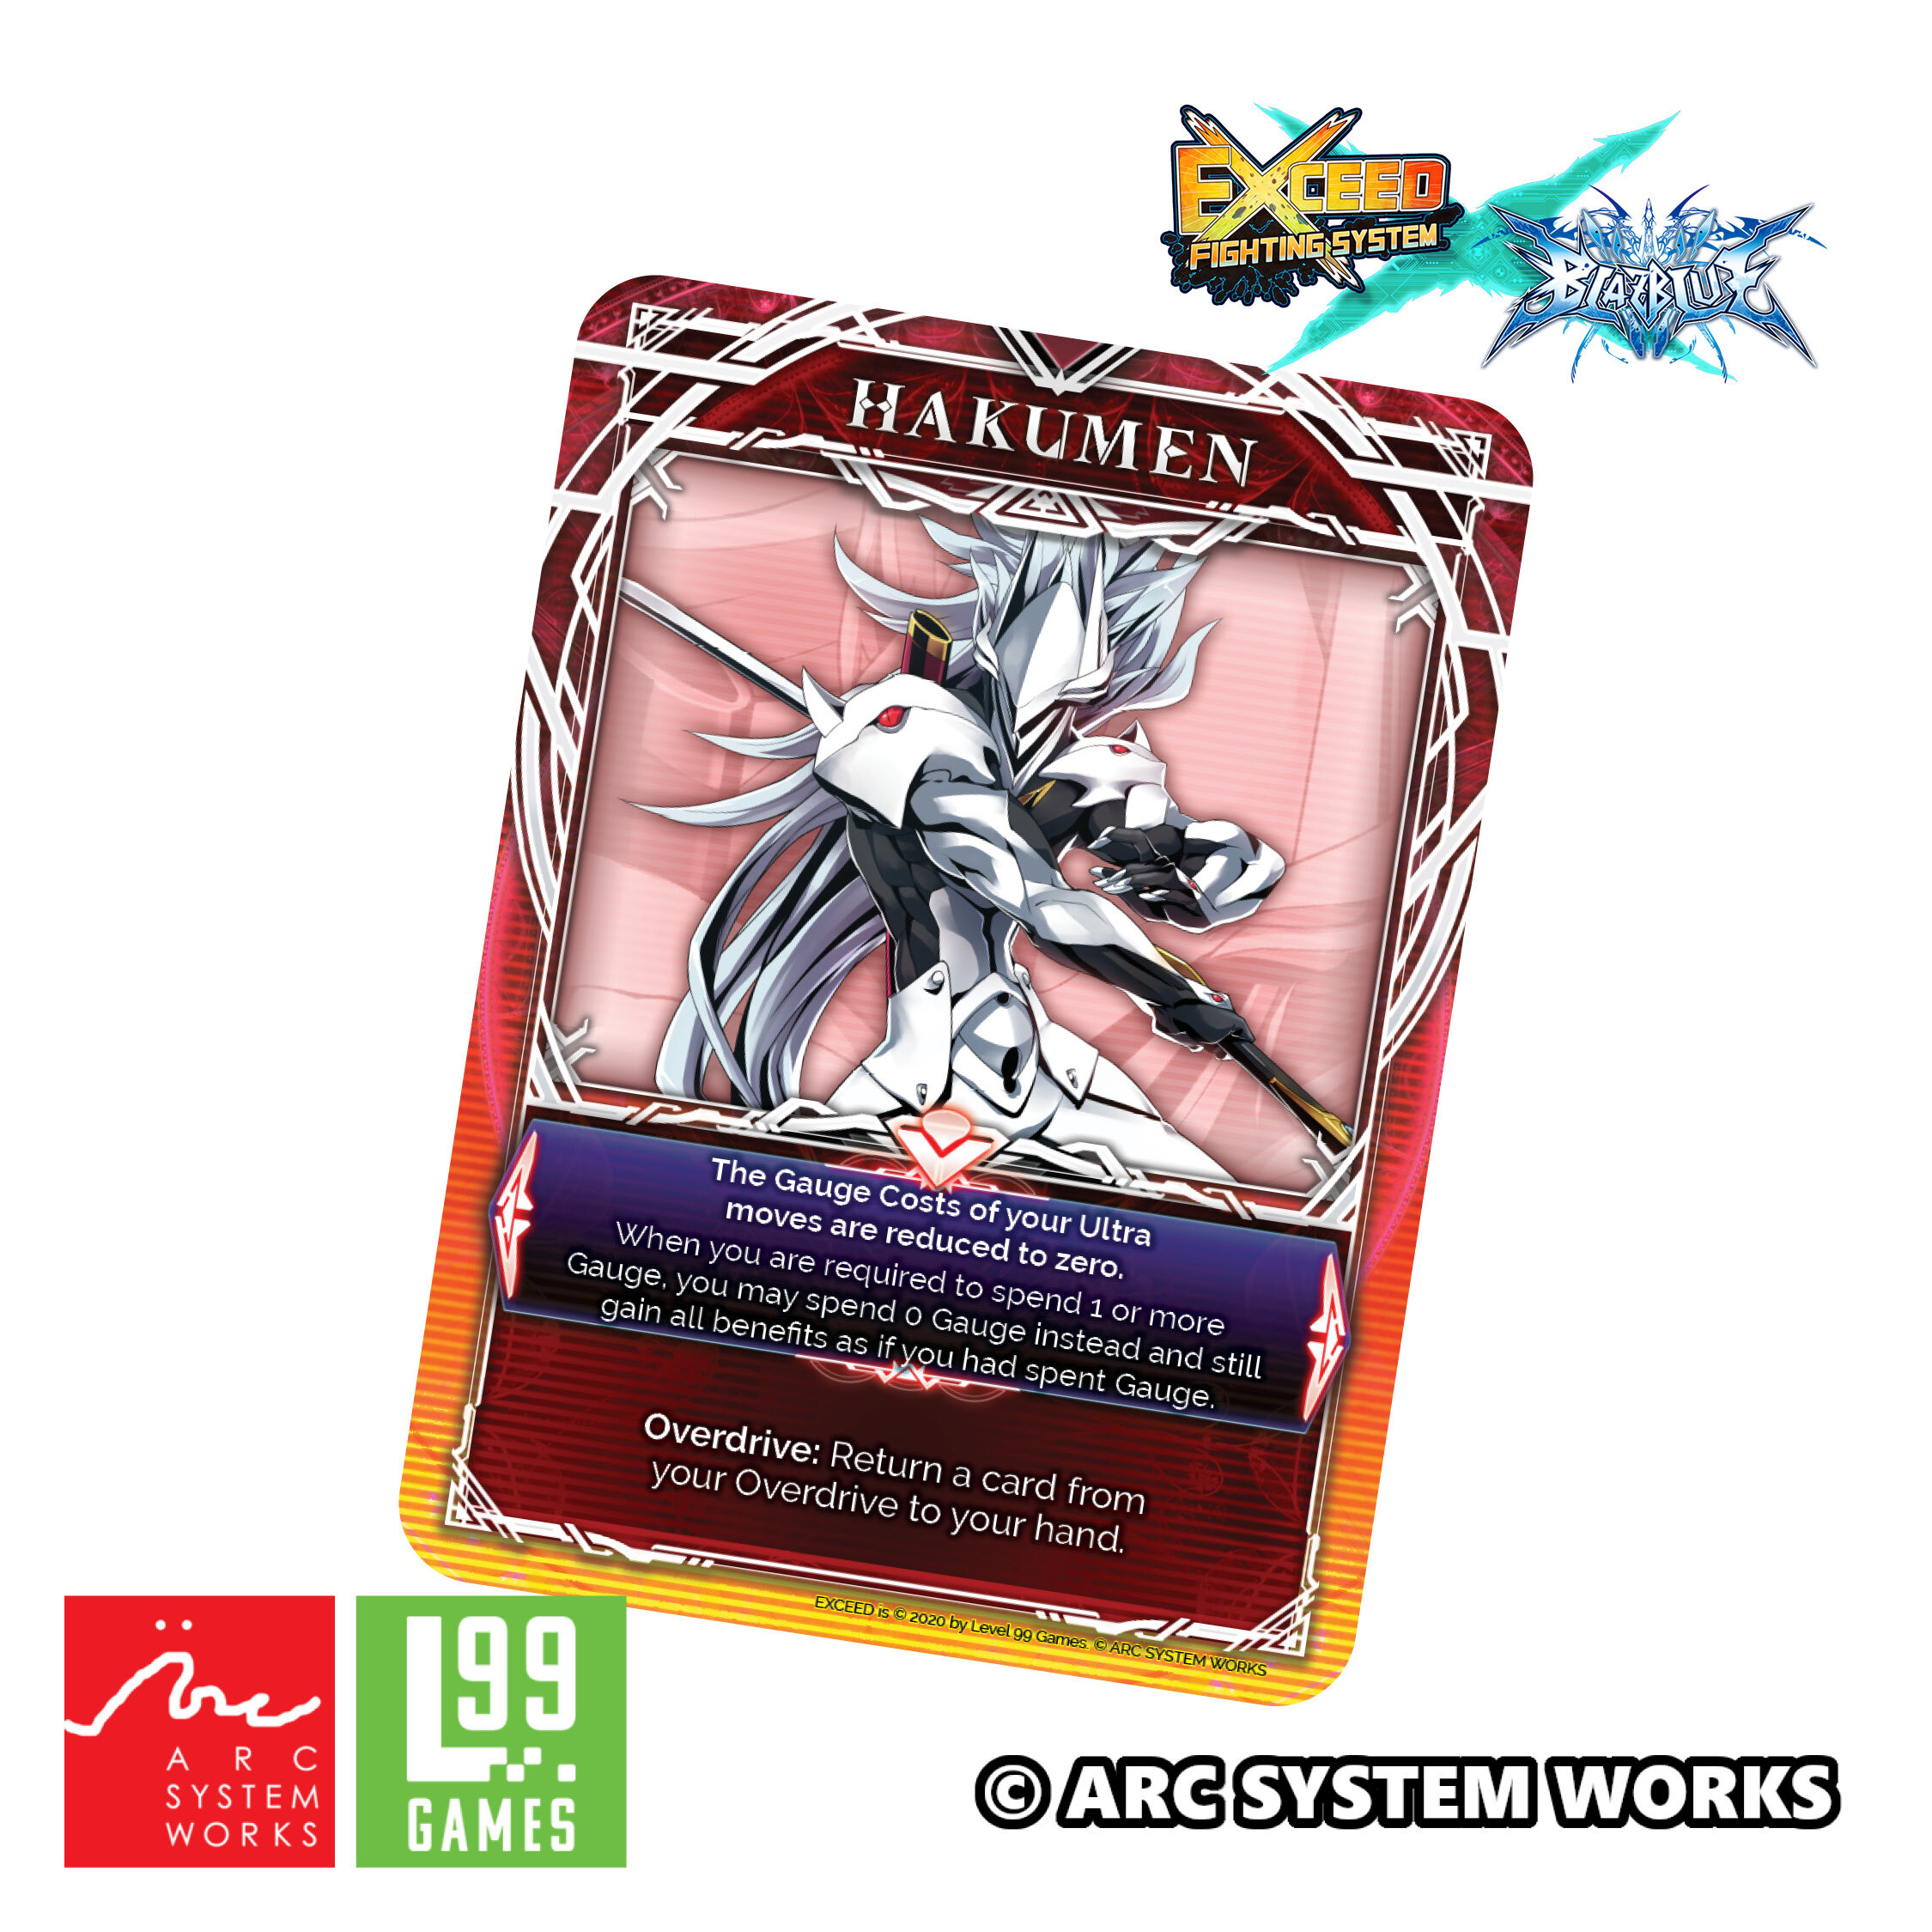 EXCEED
FIGHTING SYSTEM
BLAZBLUE
HAKUMEN
The Gauge Costs of your Ultra
moves are reduced to zero.
When you are required to spend 1 or more
Gauge, you may spend 0 Gauge instead and still
gain all benefits as if you had spent Gauge.
Overdrive: Return a card from
your Overdrive to your hand.
EXCEED is © 2020 by Level 99 Games. © ARC SYSTEM WORKS
Arc
ARC
SYSTEM
WORKS
L99
GAMES
© ARC SYSTEM WORKS